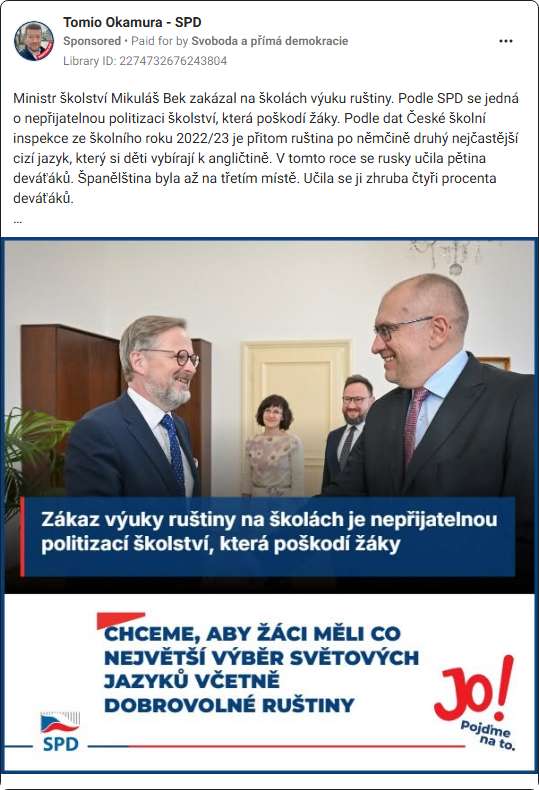 Tomio Okamura - SPD
Sponsored • Paid for by Svoboda a přímá demokracie
Library ID: 2274732676243804
Ministr školství Mikuláš Bek zakázal na školách výuku ruštiny. Podle SPD se jedná
o nepřijatelnou politizaci školství, která poškodí žáky. Podle dat České školní
inspekce ze školního roku 2022/23 je přitom ruština po němčině druhý nejčastější
cizí jazyk, který si děti vybírají k angličtině. V tomto roce se rusky učila pětina
deváťáků. Španělština byla až na třetím místě. Učila se ji zhruba čtyři procenta
deváťáků.
...
Zákaz výuky ruštiny na školách je nepřijatelnou
politizací školství, která poškodí žáky
CHCEME, ABY ŽÁCI MĚLI CO
NEJVĚTŠÍ VÝBĚR SVĚTOVÝCH
JAZYKŮ VČETNĚ
DOBROVOLNÉ RUŠTINY
Jo!
Pojďme
na to.
SPD